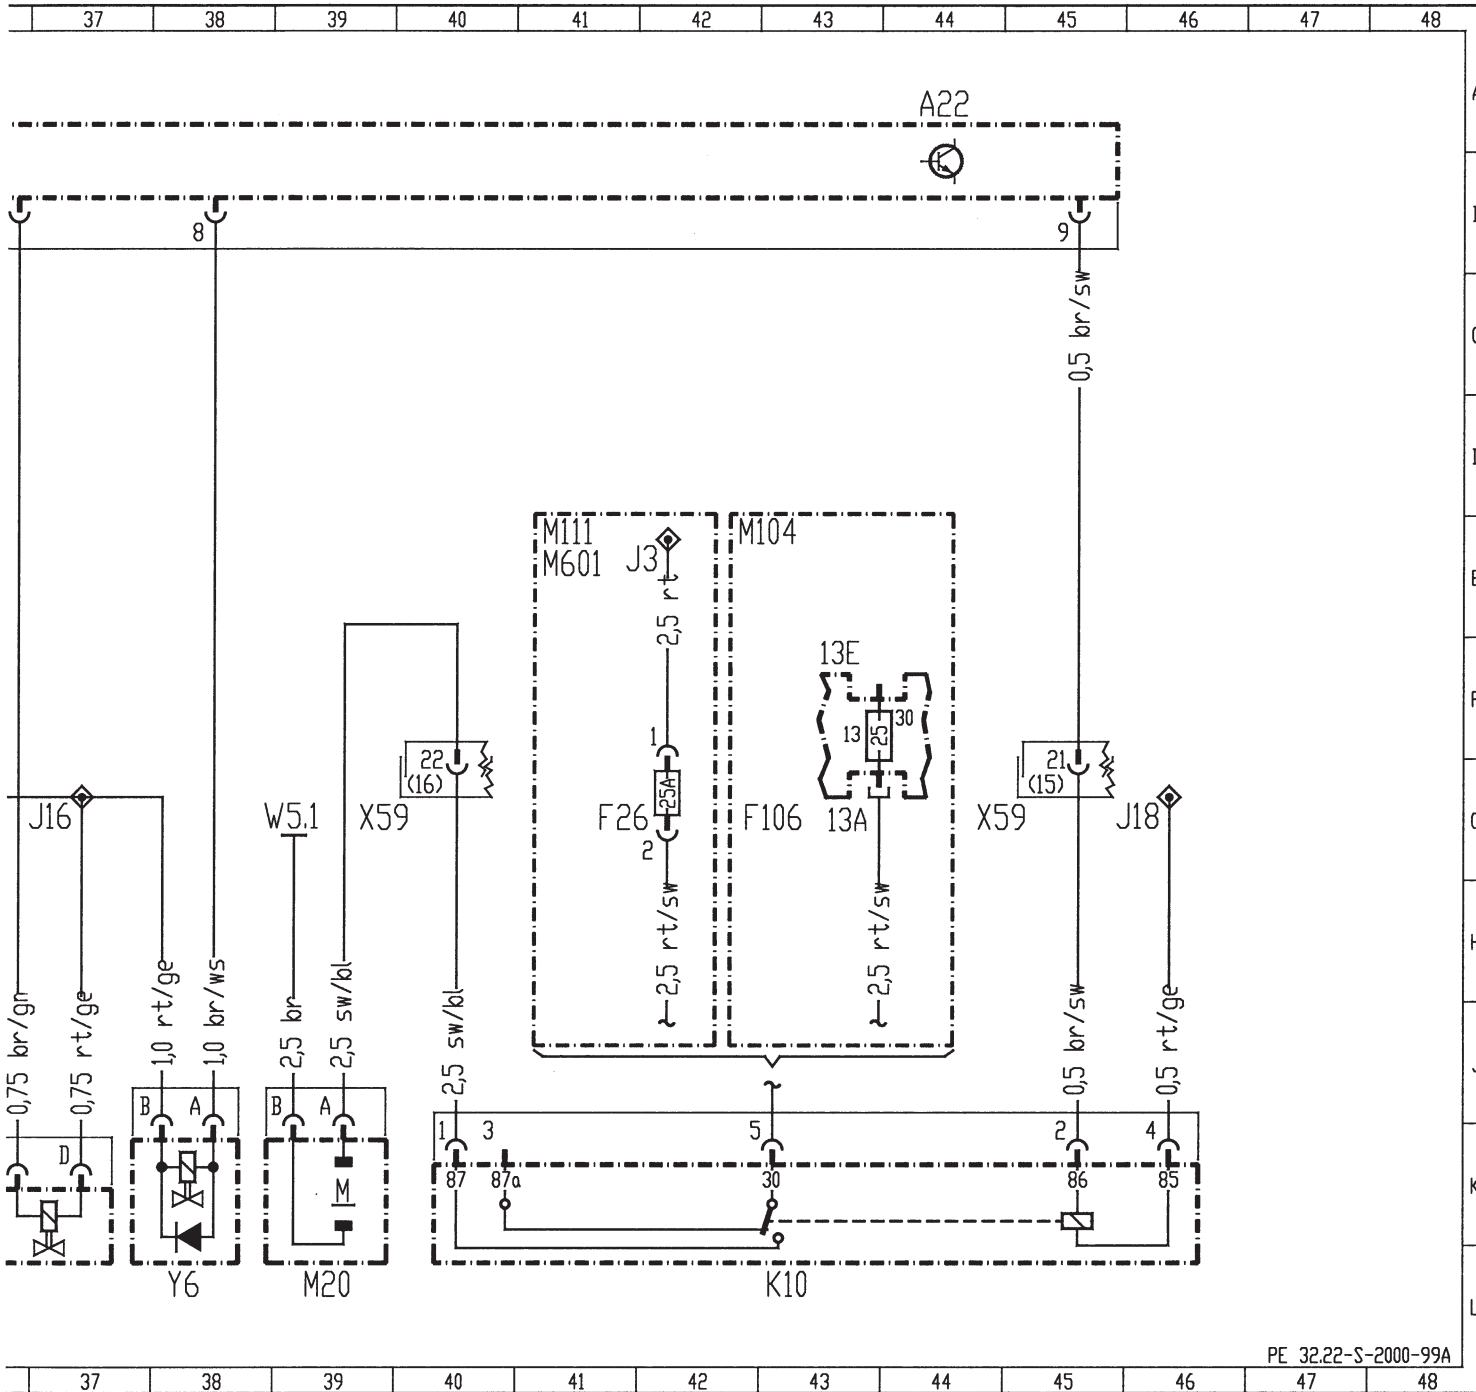 37 38 39 40 41 42 43 44 45 46 47 48
A22
8 9
0,5 br/sw
M111
M601
J3
M104
2,5 rt
13E
1
13 25 30
22
(16)
25A
21
(15)
J16
W5.1
X59
F26
F106
13A
X59
J18
2
0,75 br/gn
0,75 rt/ge
1,0 rt/ge
1,0 br/ws
2,5 br
2,5 sw/bl
2,5 sw/bl
2,5 rt/sw
2,5 rt/sw
0,5 br/sw
0,5 rt/ge
B A B A
D
1 3 5 2 4
87 87a 30 86 85
M
Y6
M20
K10
E
H
K
L
PE 32.22-S-2000-99A
37 38 39 40 41 42 43 44 45 46 47 48